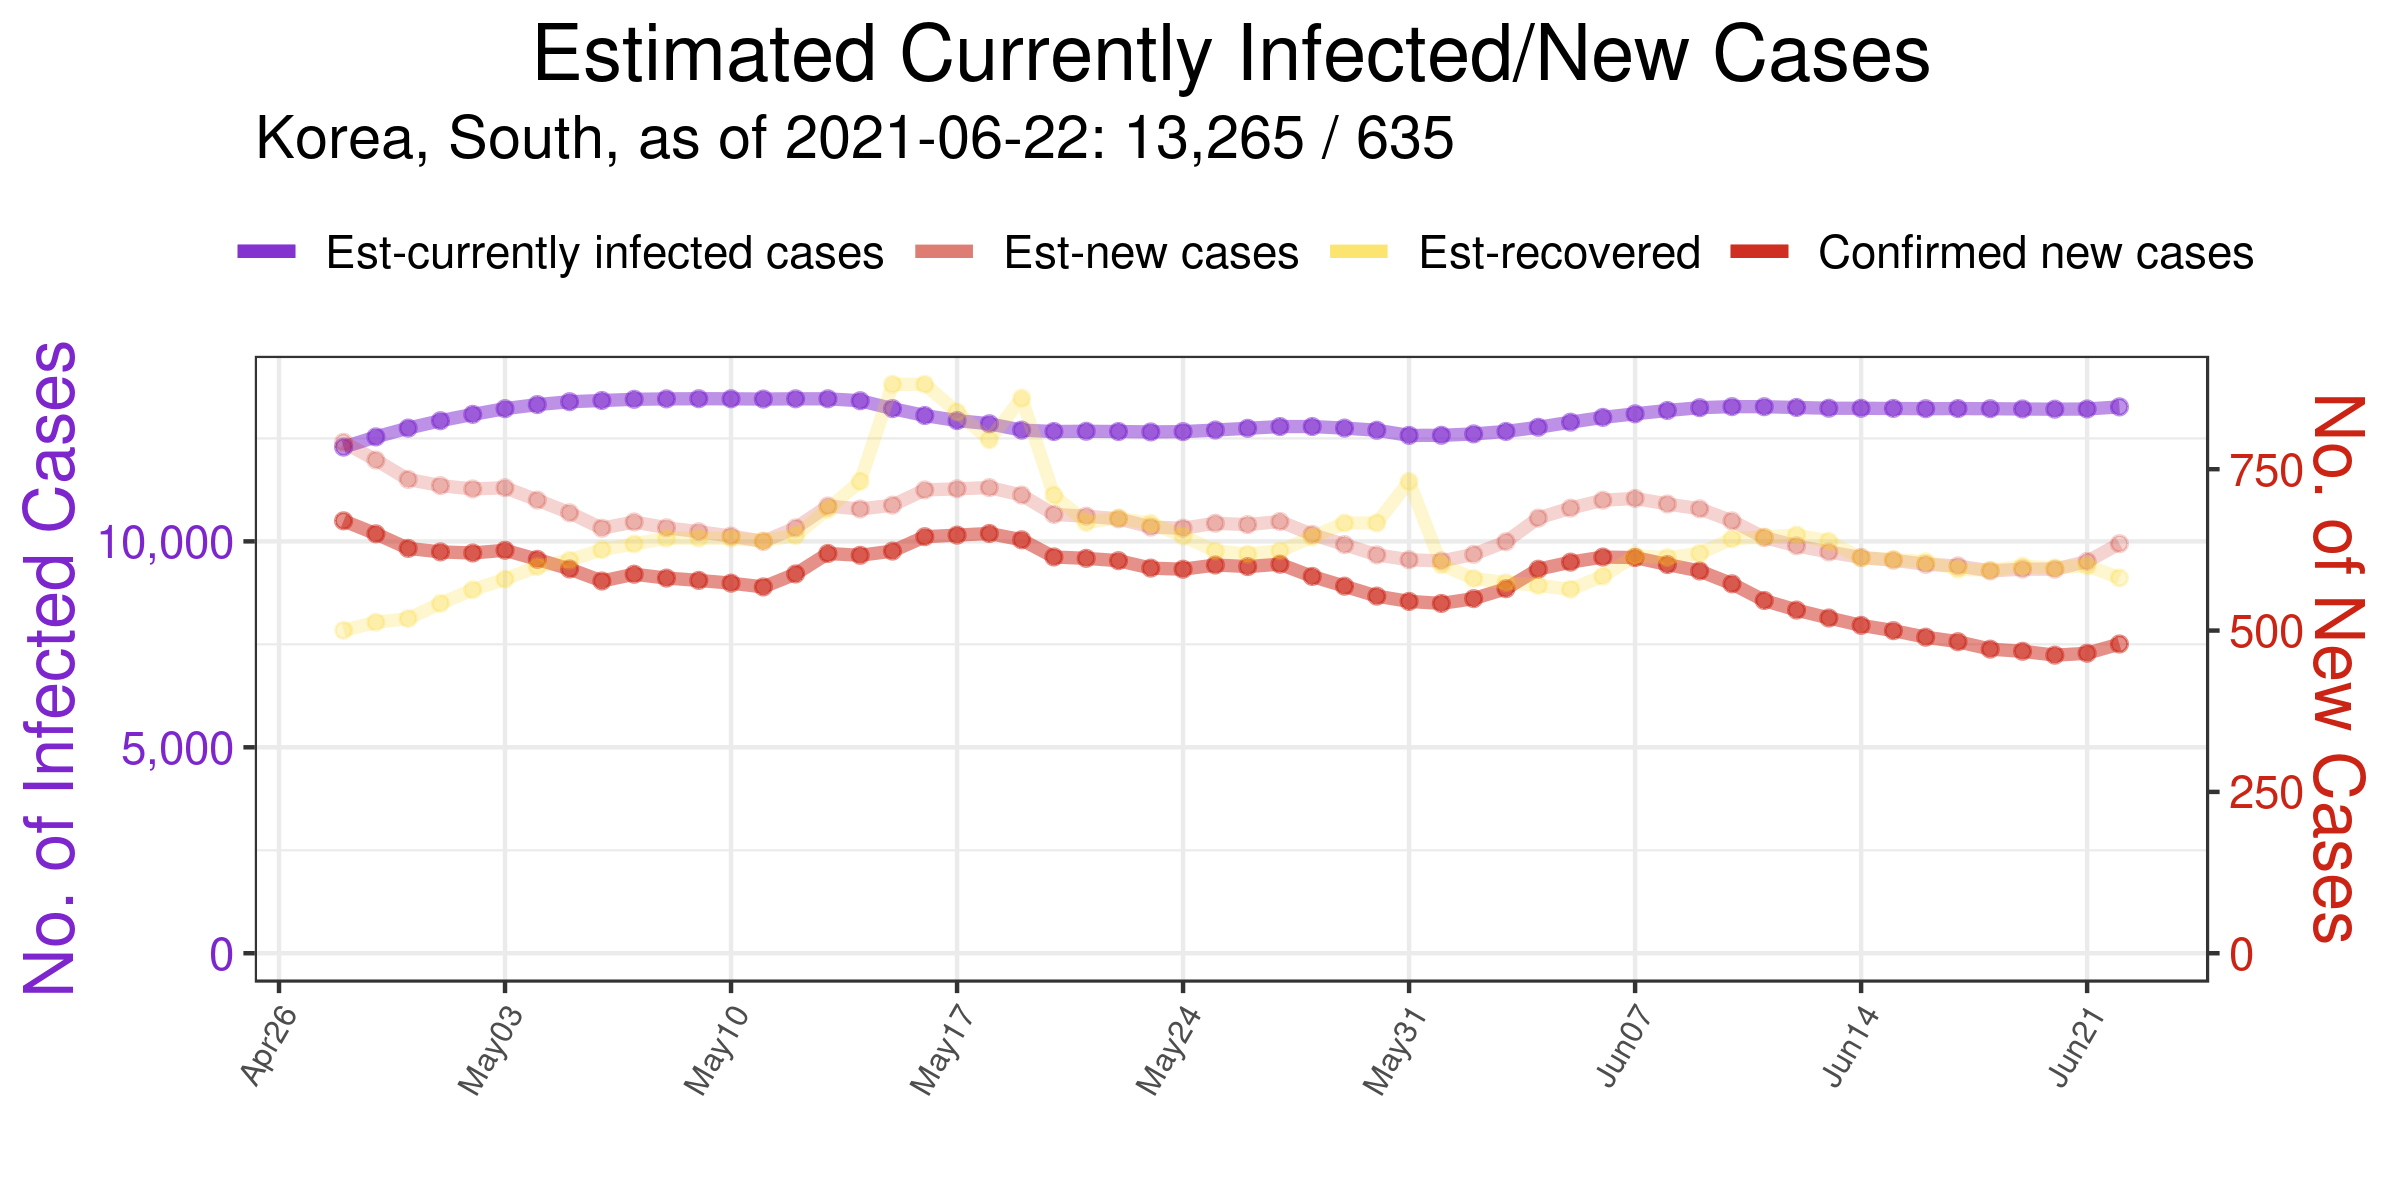 Estimated Currently Infected/New Cases
Korea, South, as of 2021-06-22: 13,265 / 635
Est-currently infected cases Est-new cases Est-recovered Confirmed new cases
No. of Infected Cases
10,000
5,000
0
No. of New Cases
750
500
250
0
Apr26 May03 May10 May17 May24 May31 Jun07 Jun14 Jun21